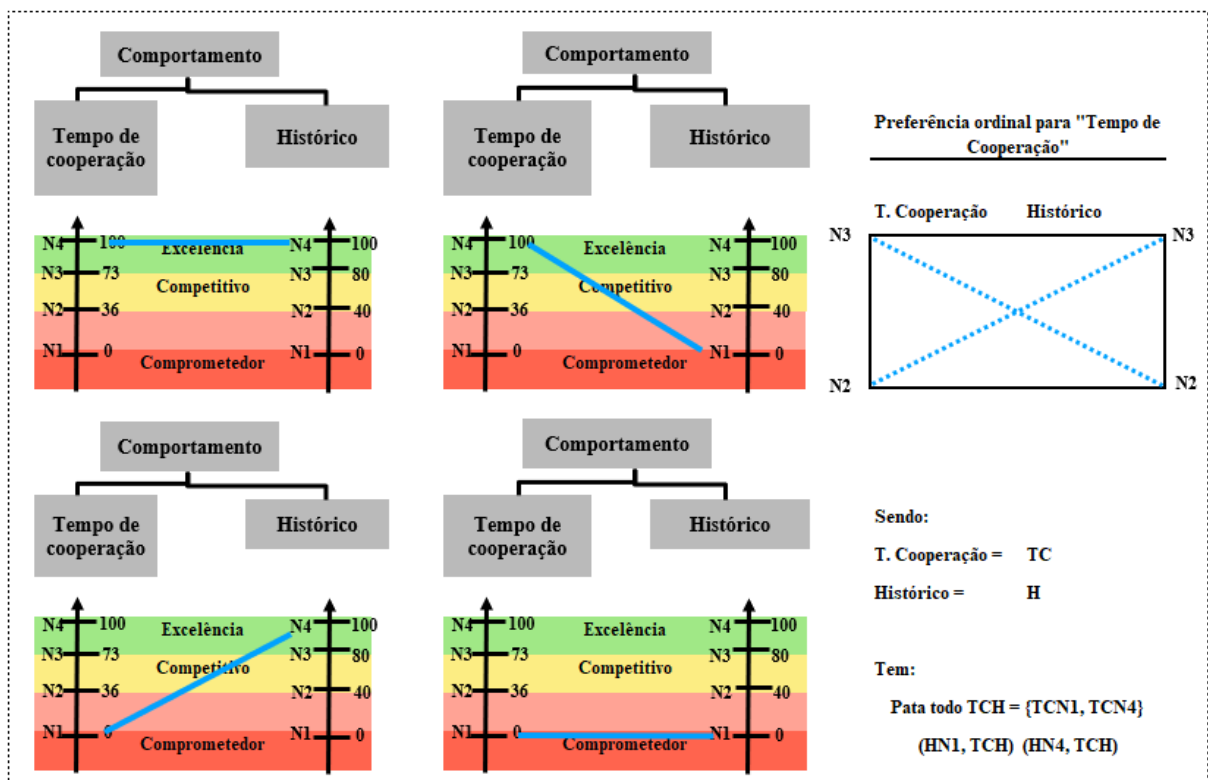 Comportamento
Tempo de
cooperação
Histórico
N4 100 Excelência N4 100
N3 73 N3 80
Competitivo
N2 36 N2 40
N1 0 N1 0
Comprometedor
Comportamento
Tempo de
cooperação
Histórico
N4 100 Excelência N4 100
N3 73 N3 80
Competitivo
N2 36 N2 40
N1 0 N1 0
Comprometedor
Preferência ordinal para "Tempo de
Cooperação"
T. Cooperação Histórico
N3 N3
N2 N2
Comportamento
Tempo de
cooperação
Histórico
N4 100 Excelência N4 100
N3 73 N3 80
Competitivo
N2 36 N2 40
N1 0 N1 0
Comprometedor
Comportamento
Tempo de
cooperação
Histórico
N4 100 Excelência N4 100
N3 73 N3 80
Competitivo
N2 36 N2 40
N1 0 N1 0
Comprometedor
Sendo:
T. Cooperação = TC
Histórico = H
Tem:
Pata todo TCH = {TCN1, TCN4}
(HN1, TCH) (HN4, TCH)